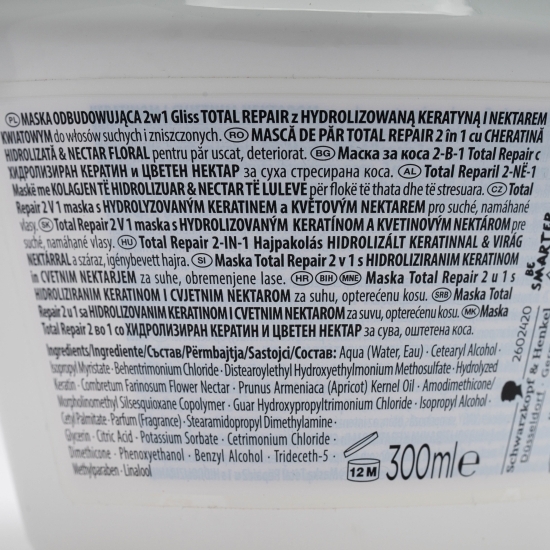 PL MASKA ODBUDOWUJĄCA 2w1 Gliss TOTAL REPAIR z HYDROLIZOWANĄ KERATYNĄ I NEKTAREM
KWIATOWYM do włosów suchych i zniszczonych. RO MASCĂ DE PĂR TOTAL REPAIR 2 în 1 cu CHERATINĂ
HIDROLIZATĂ & NECTAR FLORAL pentru păr uscat, deteriorat. BG Маска за коса 2-В-1 Total Repair с
ХИДРОЛИЗИРАН КЕРАТИН и ЦВЕТЕН НЕКТАР за суха стресирана коса. AL Total Reparil 2-NË-1
Maskë me KOLAGJEN TË HIDROLIZUAR & NECTAR TË LULEVE për flokë të thata dhe të stresuara. CZ Total
Repair 2 V 1 maska s HYDROLYZOVANÝM KERATINEM a KVĚTOVÝM NEKTAREM pro suché, namáhané
vlasy. SK Total Repair 2 V 1 maska s HYDROLYZOVANÝM KERATÍNOM A KVETINOVÝM NEKTÁROM pre
suché, namáhané vlasy. HU Total Repair 2-IN-1 Hajpakolás HIDROLIZÁLT KERATINNAL & VIRÁG
NEKTÁRRAL a száraz, igénybevett hajra. SI Maska Total Repair 2 v 1 s HIDROLIZIRANIM KERATINOM
in CVETNIM NEKTARJEM za suhe, obremenjene lase. HR BIH MNE Maska Total Repair 2 u 1 s
HIDROLIZIRANIM KERATINOM I CVJETNIM NEKTAROM za suhu, opterećenu kosu. SRB Maska Total
Repair 2 u 1 sa HIDROLIZOVANIM KERATINOM I CVETNIM NEKTAROM za suvu, opterećenu kosu. MK Маska
Total Repair 2 во 1 со ХИДРОЛИЗИРАН КЕРАТИН И ЦВЕТЕН НЕКТАР за сува, оштетена коса.
Ingredients/Ingrediente/Състав/Përmbajtja/Sastojci/Состав: Aqua (Water, Eau) · Cetearyl Alcohol ·
Isopropyl Myristate · Behentrimonium Chloride · Distearoylethyl Hydroxyethylmonium Methosulfate · Hydrolyzed
Keratin · Combretum Farinosum Flower Nectar · Prunus Armeniaca (Apricot) Kernel Oil · Amodimethicone/
Morpholinomethyl Silsesquioxane Copolymer · Guar Hydroxypropyltrimonium Chloride · Isopropyl Alcohol ·
Cetyl Palmitate · Parfum (Fragrance) · Stearamidopropyl Dimethylamine ·
Glycerin · Citric Acid · Potassium Sorbate · Cetrimonium Chloride ·
Dimethicone · Phenoxyethanol · Benzyl Alcohol · Trideceth-5 ·
Methylparaben · Linalool
12 M 300ml e
BE
SMARTER
2602420
Schwarzkopf & Henkel
Düsseldorf